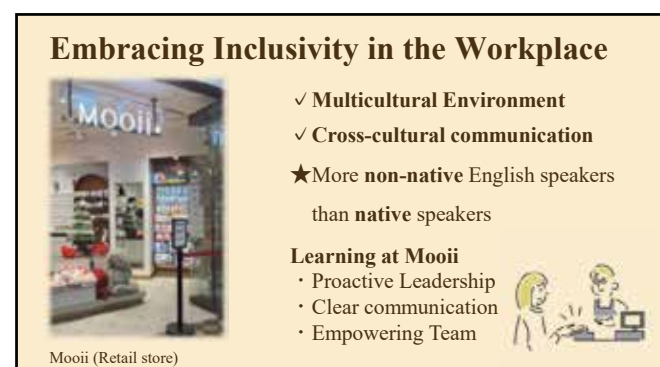 Embracing Inclusivity in the Workplace
MOOii
✓ Multicultural Environment
✓ Cross-cultural communication
★More non-native English speakers
than native speakers
Learning at Mooii
・Proactive Leadership
・Clear communication
・Empowering Team
Mooii (Retail store)